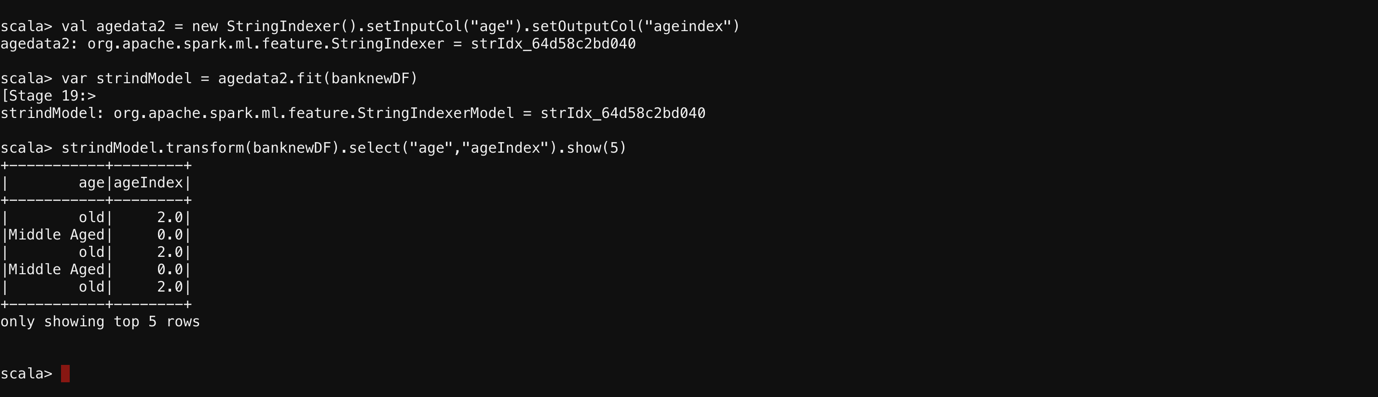 scala> val agedata2 = new StringIndexer().setInputCol("age").setOutputCol("ageindex")
agedata2: org.apache.spark.ml.feature.StringIndexer = strIdx_64d58c2bd040
scala> var strindModel = agedata2.fit(banknewDF)
[Stage 19:>
strindModel: org.apache.spark.ml.feature.StringIndexerModel = strIdx_64d58c2bd040
scala> strindModel.transform(banknewDF).select("age","ageIndex").show(5)
+-----------+--------+
|        age|ageIndex|
+-----------+--------+
|        old|     2.0|
|Middle Aged|     0.0|
|        old|     2.0|
|Middle Aged|     0.0|
|        old|     2.0|
+-----------+--------+
only showing top 5 rows
scala>